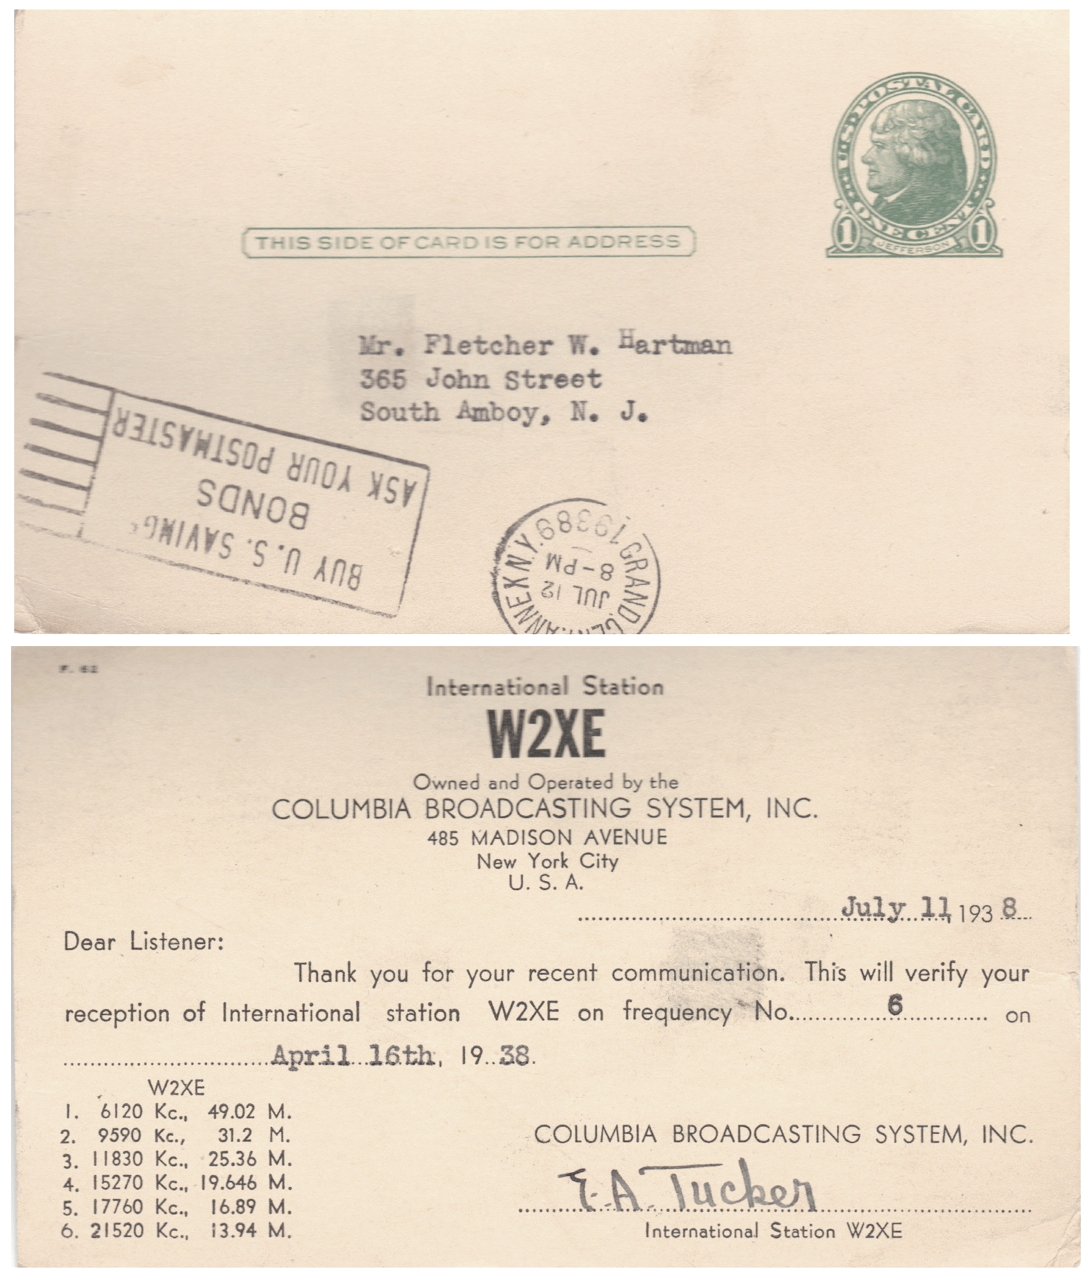 U.S. POSTAL CARD
1 ONE CENT 1
JEFFERSON
THIS SIDE OF CARD IS FOR ADDRESS
Mr. Fletcher W. Hartman
365 John Street
South Amboy, N. J.
BUY U. S. SAVING
BONDS
ASK YOUR POSTMASTER
GRAND CENT. ANNEX N.Y.
JUL 12
8-PM
1938
F. 62
International Station
W2XE
Owned and Operated by the
COLUMBIA BROADCASTING SYSTEM, INC.
485 MADISON AVENUE
New York City
U. S. A.
July 11, 1938
Dear Listener:
Thank you for your recent communication. This will verify your
reception of International station W2XE on frequency No. 6 on
April 16th, 19 38.
W2XE
1. 6120 Kc., 49.02 M.
2. 9590 Kc., 31.2 M.
3. 11830 Kc., 25.36 M.
4. 15270 Kc., 19.646 M.
5. 17760 Kc., 16.89 M.
6. 21520 Kc., 13.94 M.
COLUMBIA BROADCASTING SYSTEM, INC.
E. A. Tucker
International Station W2XE